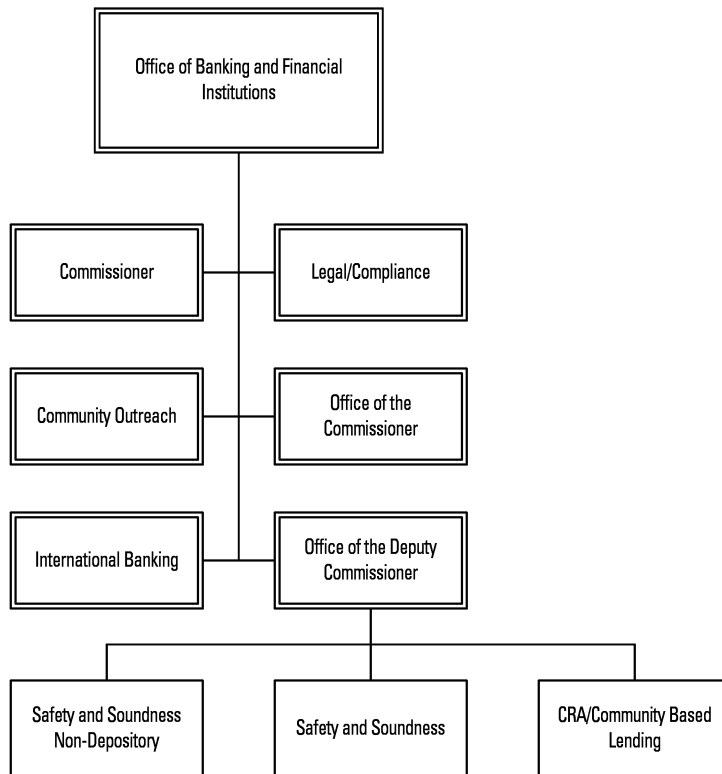 Office of Banking and Financial
Institutions
Commissioner
Legal/Compliance
Community Outreach
Office of the
Commissioner
International Banking
Office of the Deputy
Commissioner
Safety and Soundness
Non-Depository
Safety and Soundness
CRA/Community Based
Lending